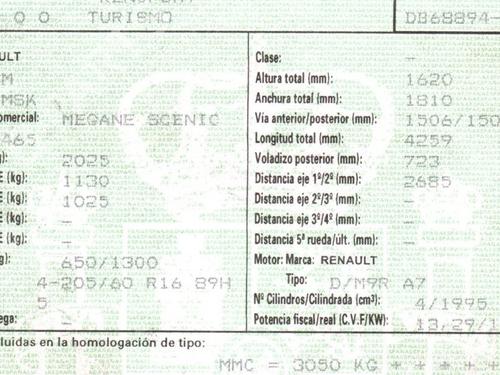 0 0 TURISMO DB68894-
Clase: -
Altura total (mm): 1620
Anchura total (mm): 1810
Vía anterior/posterior (mm): 1506/150
Longitud total (mm): 4259
Voladizo posterior (mm): 723
Distancia eje 1º/2º (mm): 2685
Distancia eje 2º/3º (mm): -
Distancia eje 3º/4º (mm): -
Distancia 5ª rueda/últ. (mm): -
Motor: Marca: RENAULT
Tipo: D/M9R A7
Nº Cilindros/Cilindrada (cm³): 4/1995
Potencia fiscal/real (C.V.F/KW): 13,29/1
ULT
M
MSK
omercial: MEGANE SCENIC
465
): 2025
E (kg): 1130
E (kg): 1025
E (kg): -
E (kg): -
g): 650/1300
4-205/60 R16 89H
5
ega: -
luidas en la homologación de tipo:
MMC = 3050 KG * * * * *